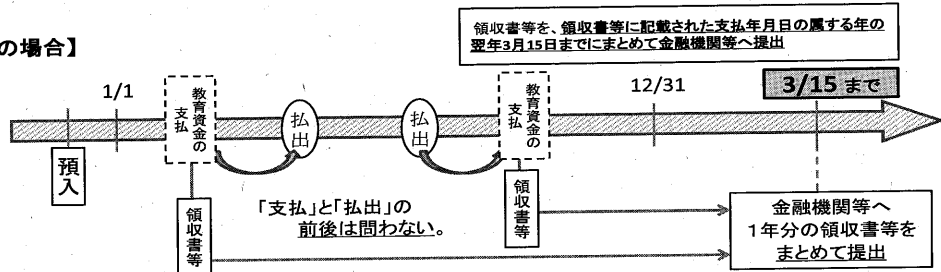 の場合】
領収書等を、領収書等に記載された支払年月日の属する年の
翌年3月15日までにまとめて金融機関等へ提出
1/1
12/31
3/15 まで
預入
教育資金の
支払
払出
払出
教育資金の
支払
領収書等
「支払」と「払出」の
前後は問わない。
領収書等
金融機関等へ
1年分の領収書等を
まとめて提出